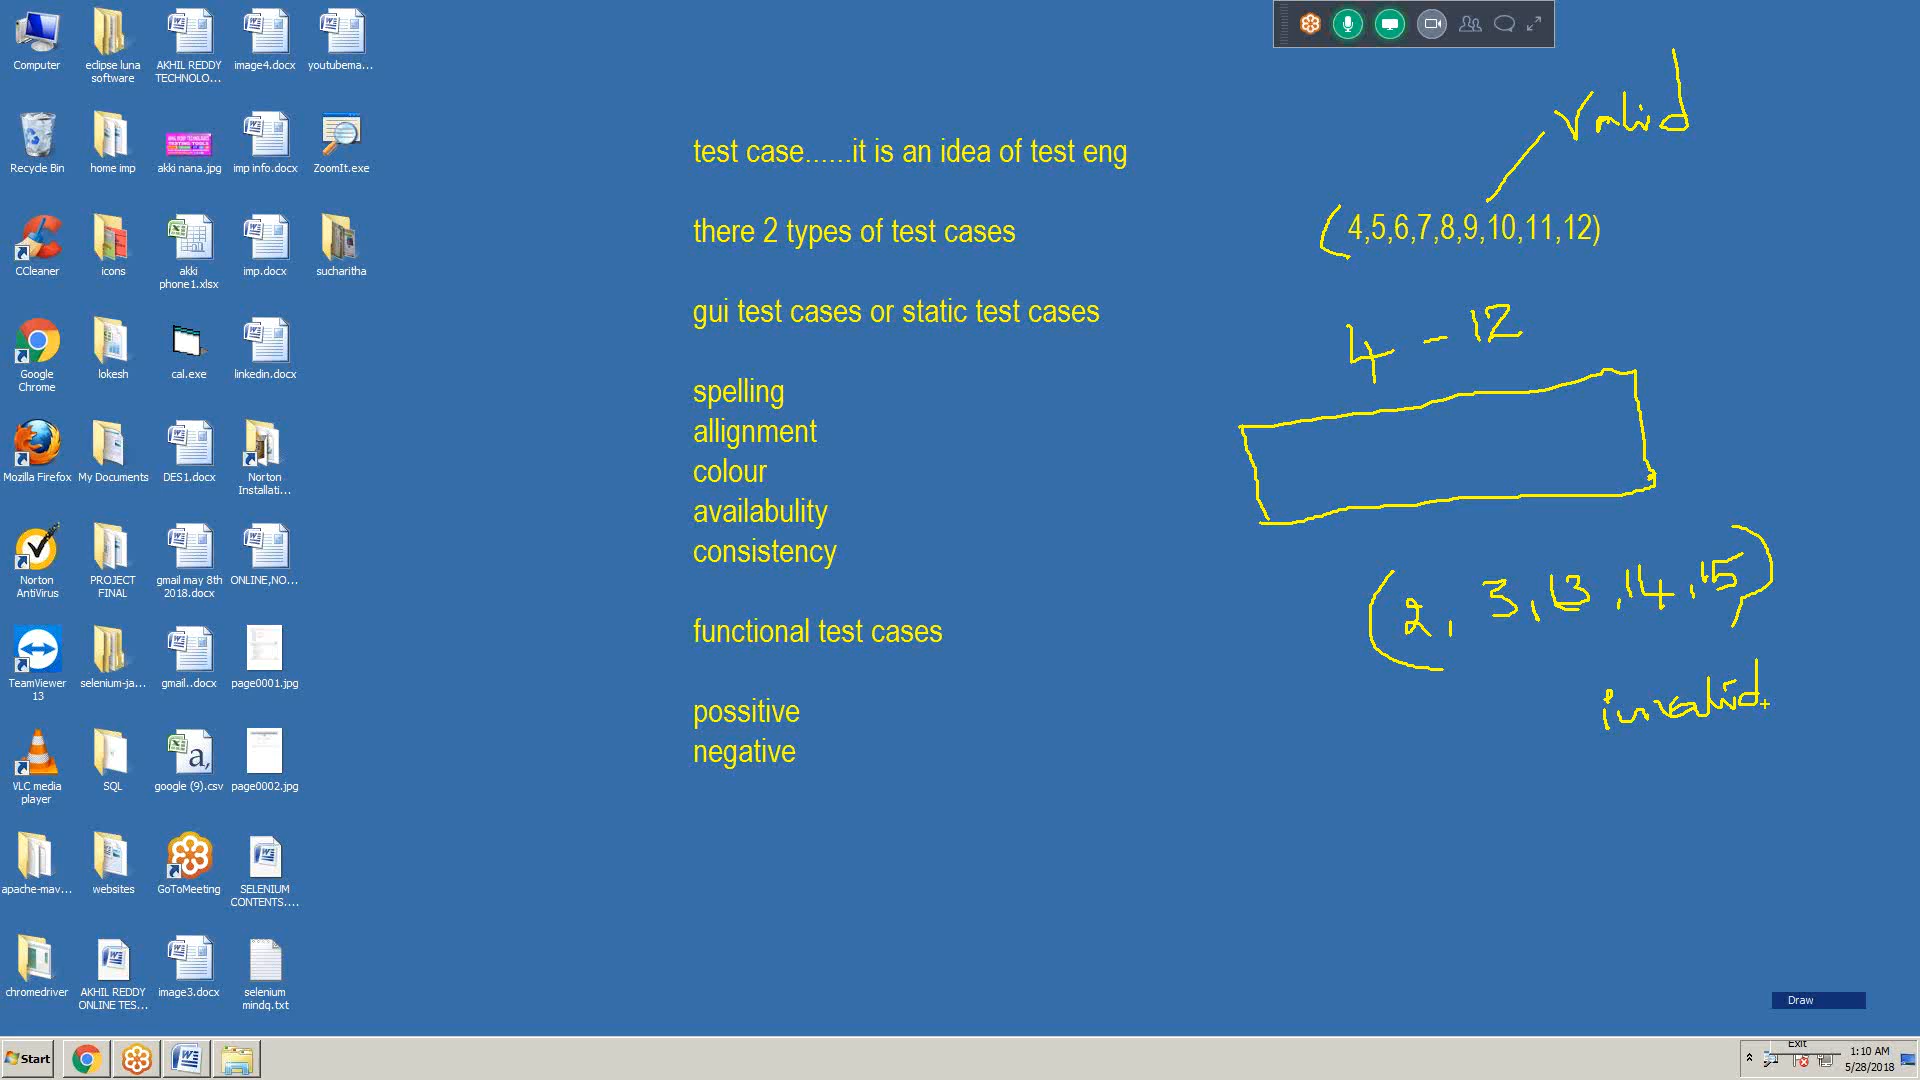 Computer
eclipse luna software
AKHIL REDDY TECHNOLO...
image4.docx
youtubema...
Recycle Bin
home imp
akki nana.jpg
imp info.docx
ZoomIt.exe
CCleaner
icons
akki phone1.xlsx
imp.docx
sucharitha
Google Chrome
lokesh
cal.exe
linkedin.docx
Mozilla Firefox
My Documents
DES1.docx
Norton Installati...
Norton AntiVirus
PROJECT FINAL
gmail may 8th 2018.docx
ONLINE,NO...
TeamViewer 13
selenium-ja...
gmail..docx
page0001.jpg
VLC media player
SQL
google (9).csv
page0002.jpg
apache-mav...
websites
GoToMeeting
SELENIUM CONTENTS....
chromedriver
AKHIL REDDY ONLINE TES...
image3.docx
selenium mindq.txt
test case......it is an idea of test eng
there 2 types of test cases
gui test cases or static test cases
spelling
allignment
colour
availabulity
consistency
functional test cases
possitive
negative
Valid
(4,5,6,7,8,9,10,11,12)
4 - 12
(2, 3, 13, 14, 15)
invalid
Draw
Exit
Start
1:10 AM
5/28/2018